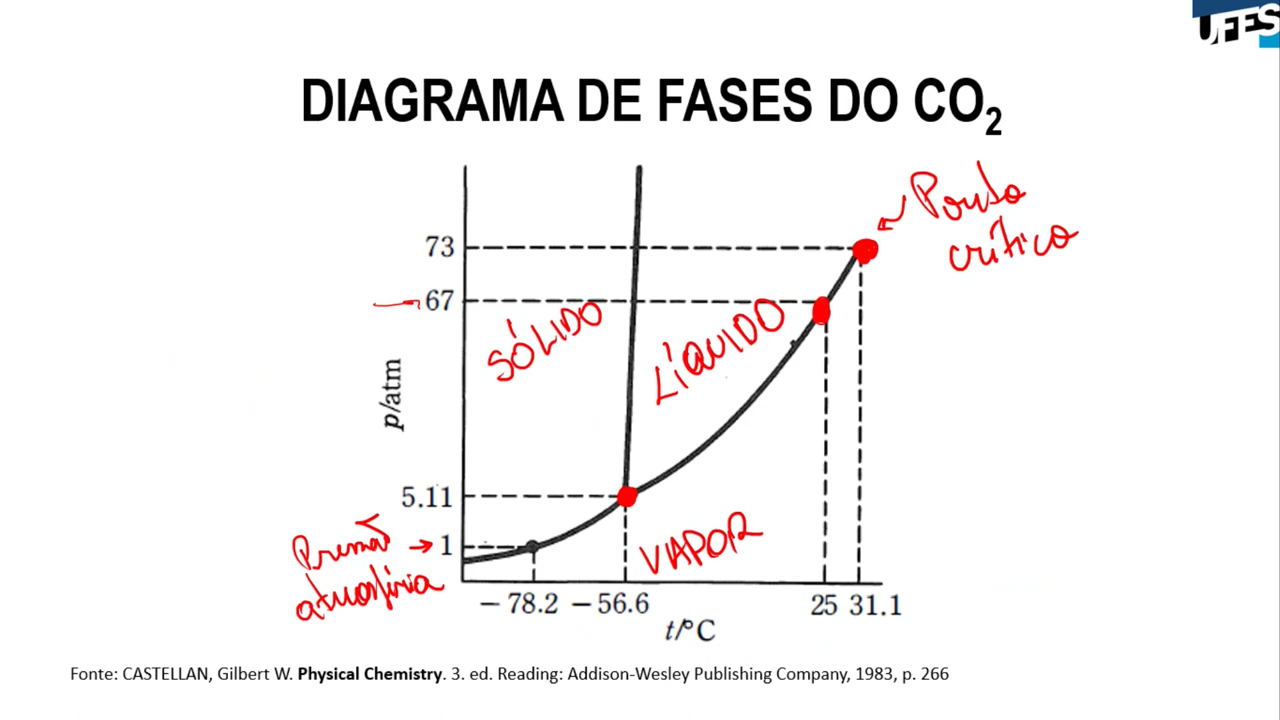 UFES
DIAGRAMA DE FASES DO CO₂
Ponto
crítico
73
67
SÓLIDO
LÍQUIDO
p/atm
5.11
Pressão
atmosférica
→ 1
VAPOR
−78.2 −56.6 25 31.1
t/°C
Fonte: CASTELLAN, Gilbert W. Physical Chemistry. 3. ed. Reading: Addison-Wesley Publishing Company, 1983, p. 266